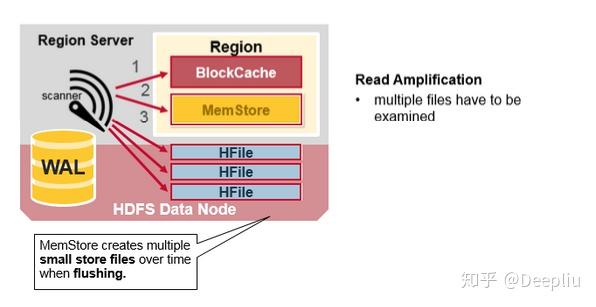 Region Server
Region
1
BlockCache
scanner
2
MemStore
3
WAL
HFile
HFile
HFile
HDFS Data Node
Read Amplification
• multiple files have to be
examined
MemStore creates multiple
small store files over time
when flushing.
知乎 @Deepliu